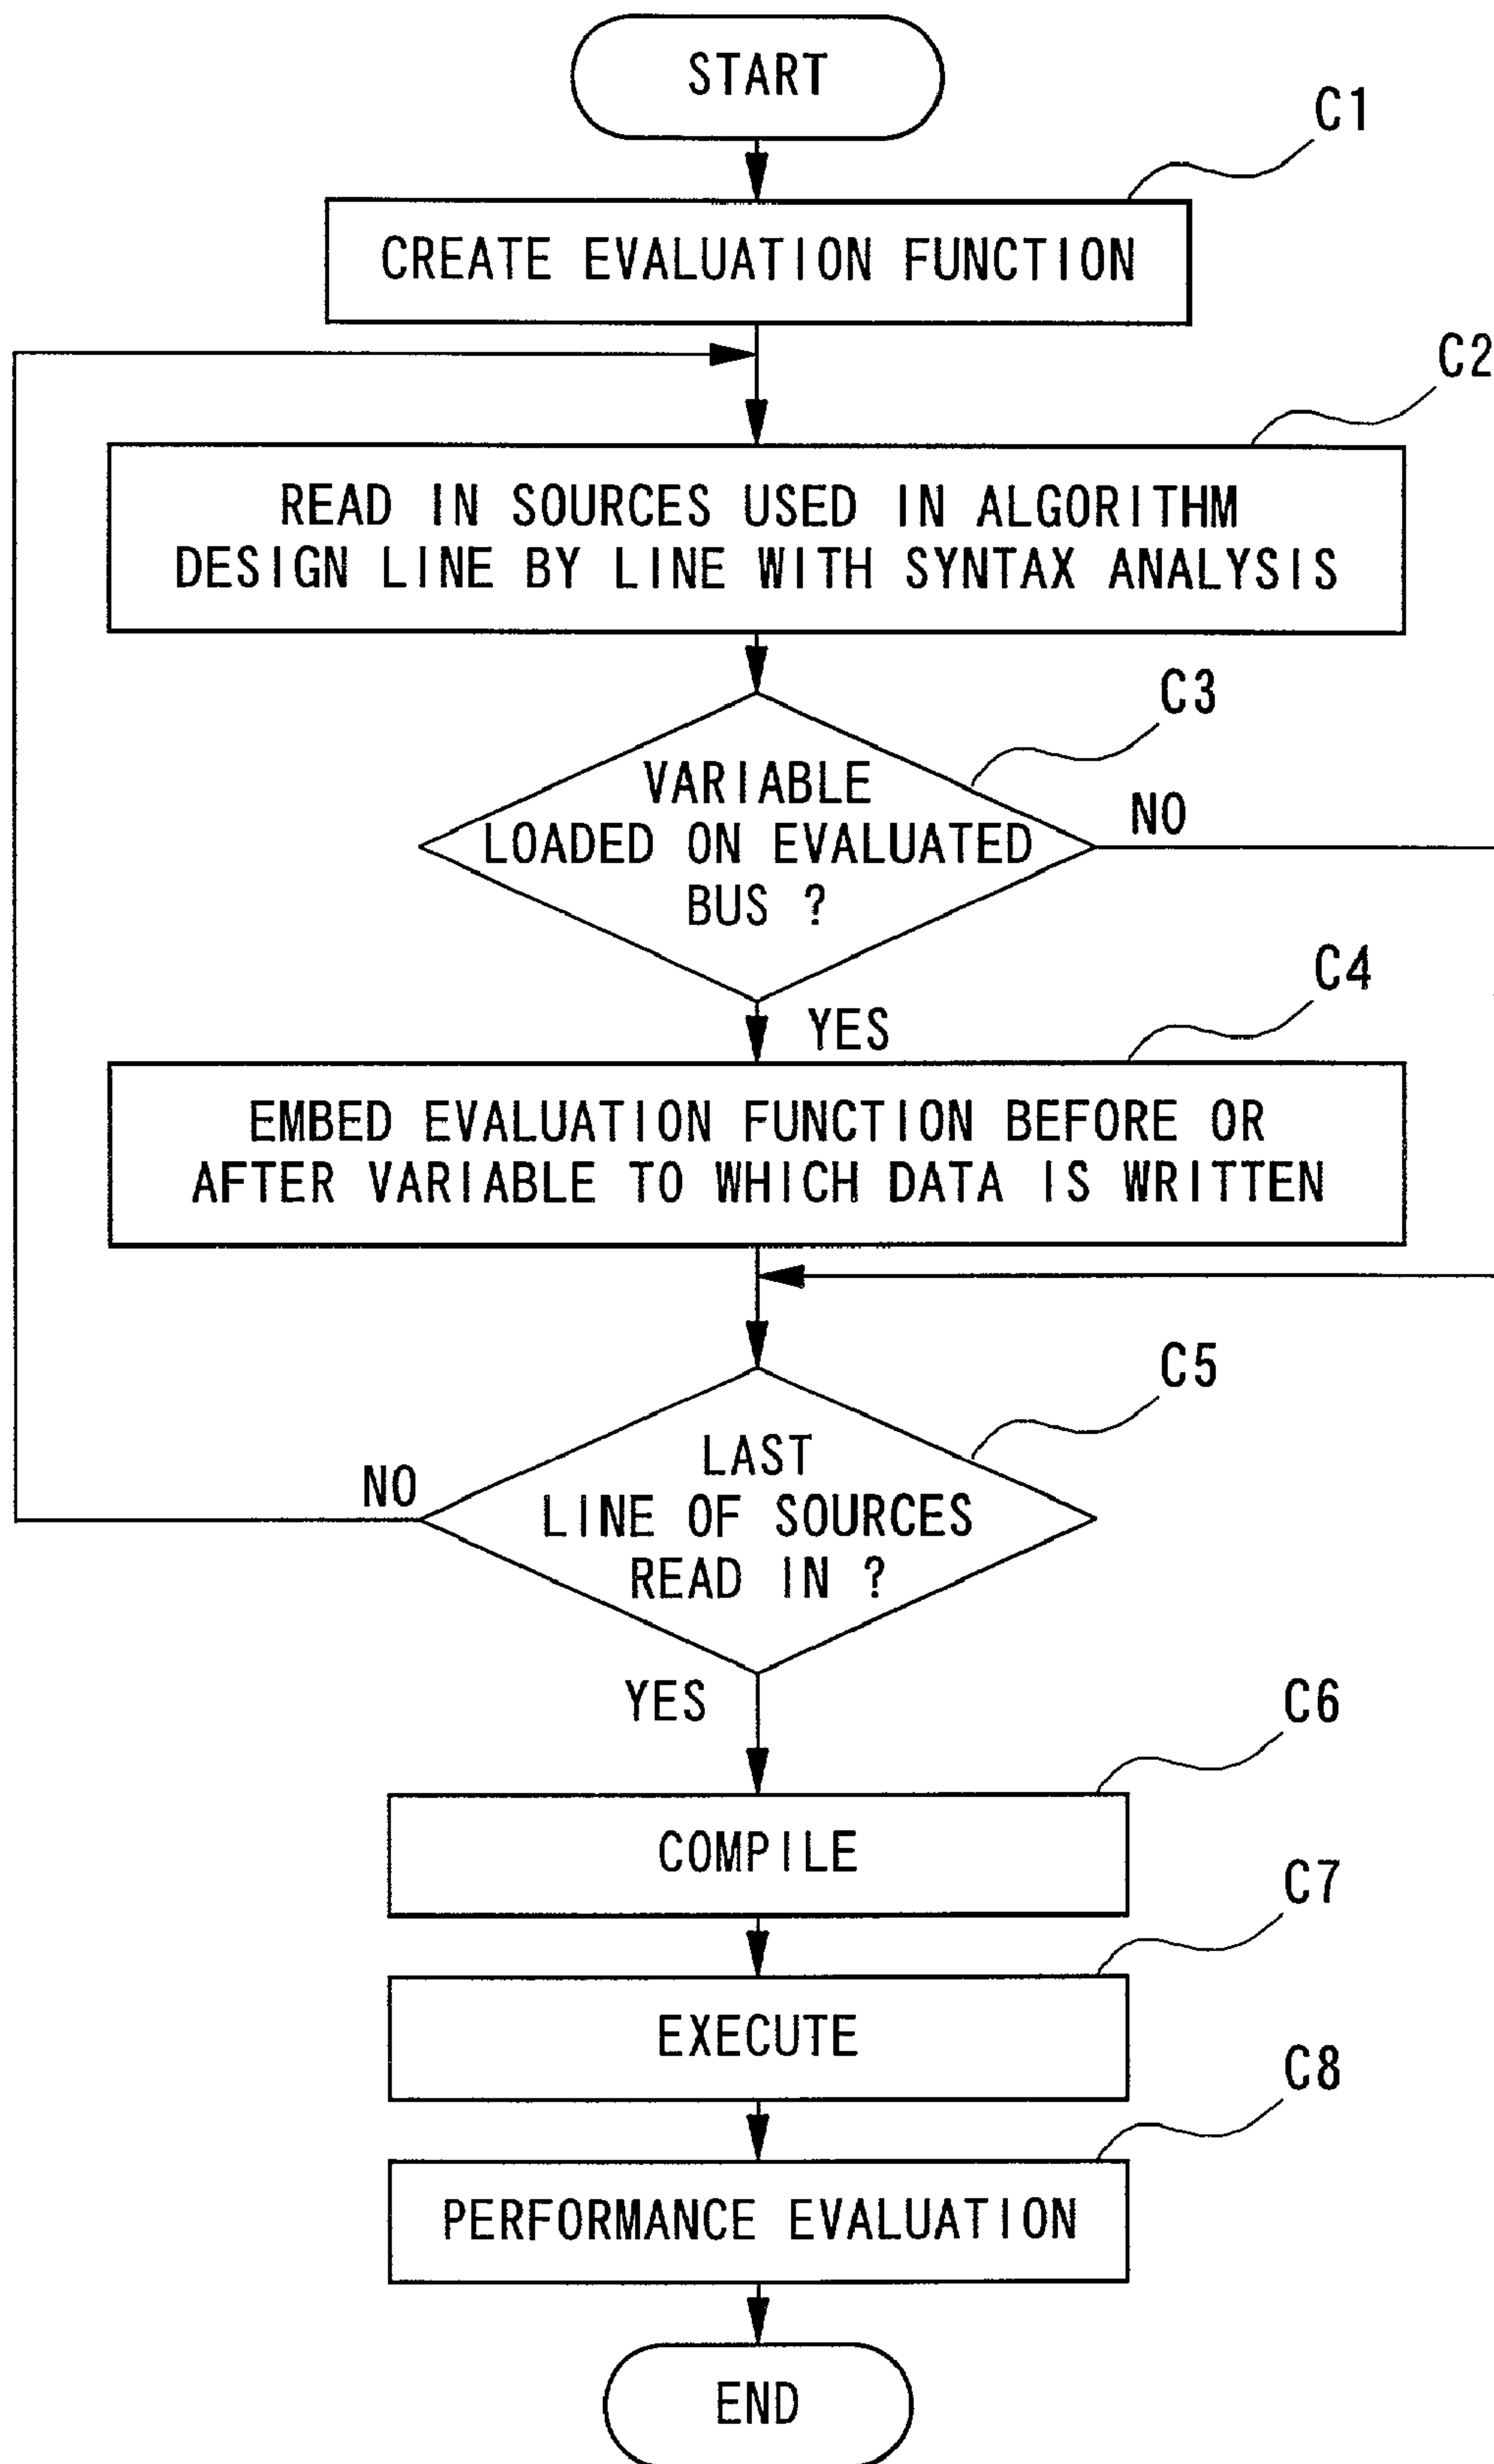 START
C1
CREATE EVALUATION FUNCTION
C2
READ IN SOURCES USED IN ALGORITHM
DESIGN LINE BY LINE WITH SYNTAX ANALYSIS
C3
VARIABLE
LOADED ON EVALUATED
BUS ?
NO
YES
C4
EMBED EVALUATION FUNCTION BEFORE OR
AFTER VARIABLE TO WHICH DATA IS WRITTEN
C5
LAST
LINE OF SOURCES
READ IN ?
NO
YES
C6
COMPILE
C7
EXECUTE
C8
PERFORMANCE EVALUATION
END